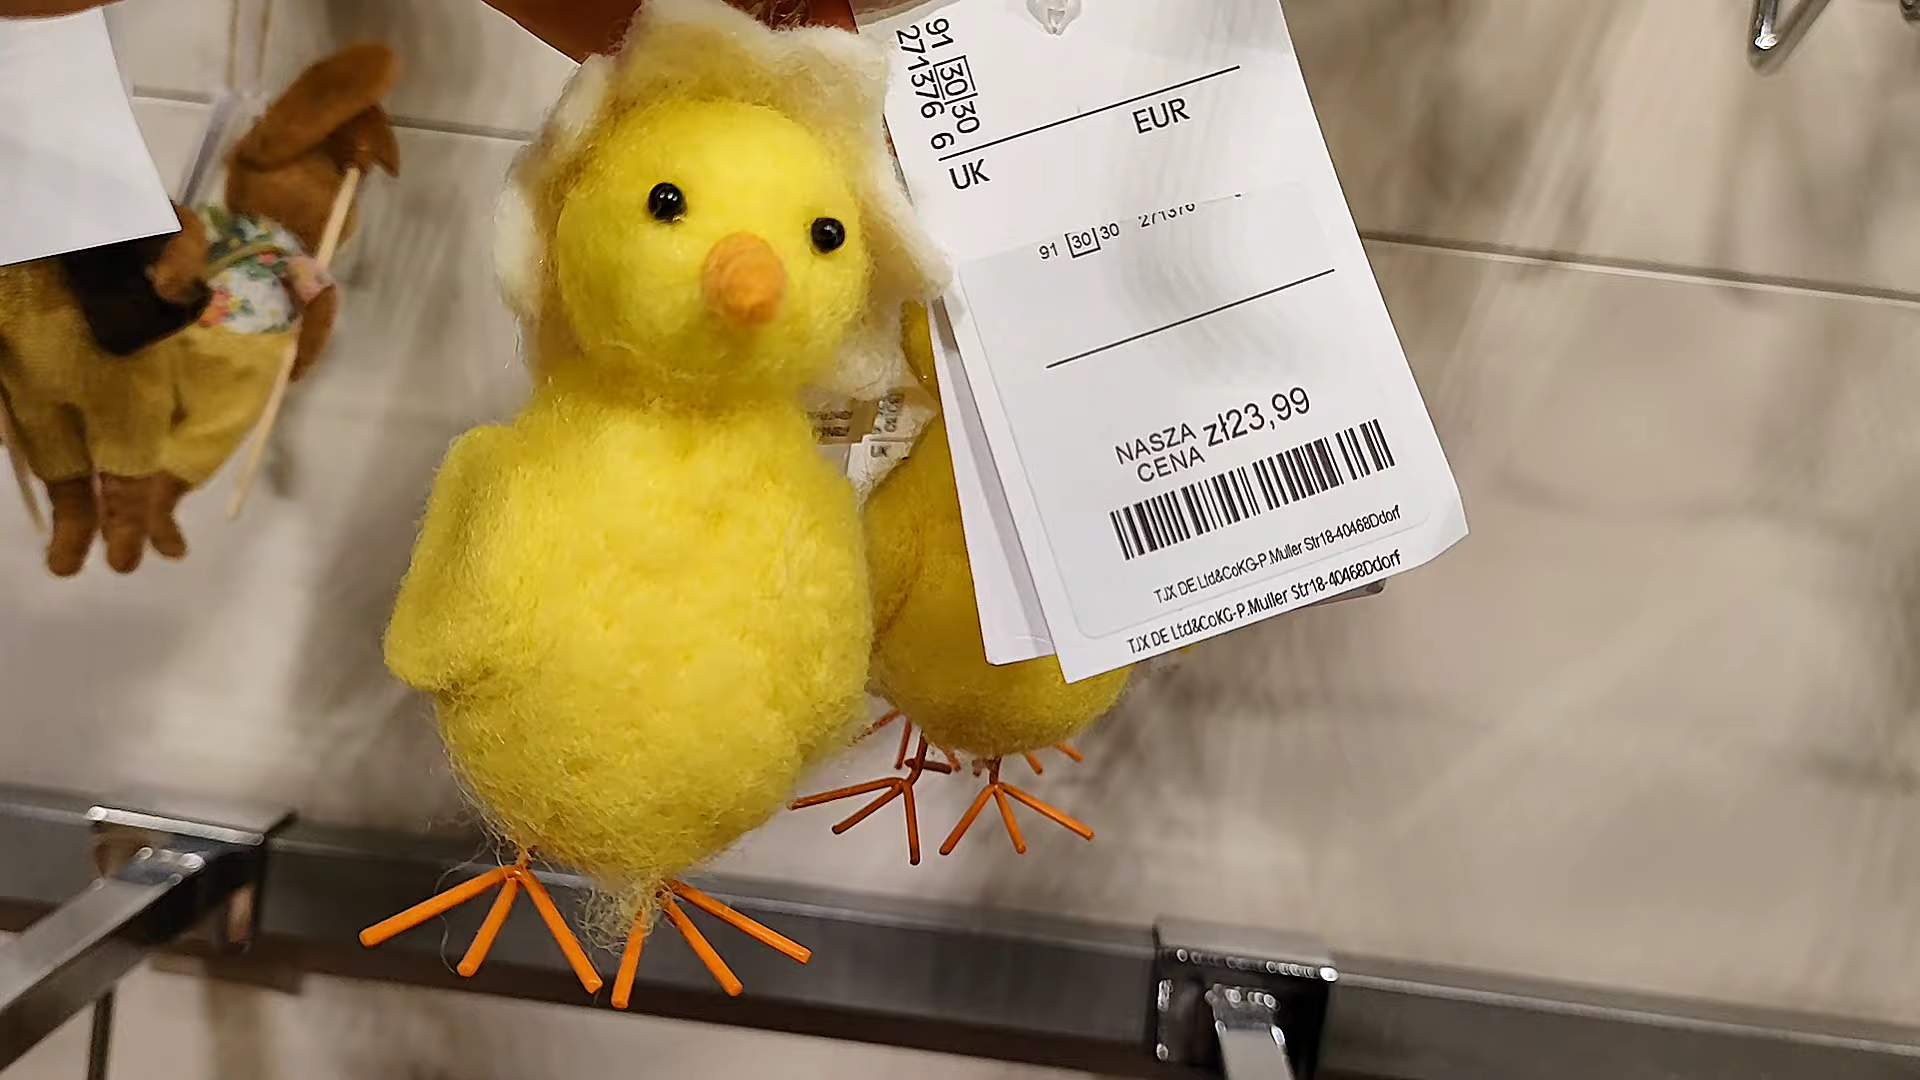 91 30 30
271376 6
EUR
UK
91 30 30 271376
NASZA
CENA zł23,99
TJX DE Ltd&CoKG-P.Muller Str18-40468Ddorf
TJX DE Ltd&CoKG-P.Muller Str18-40468Ddorf